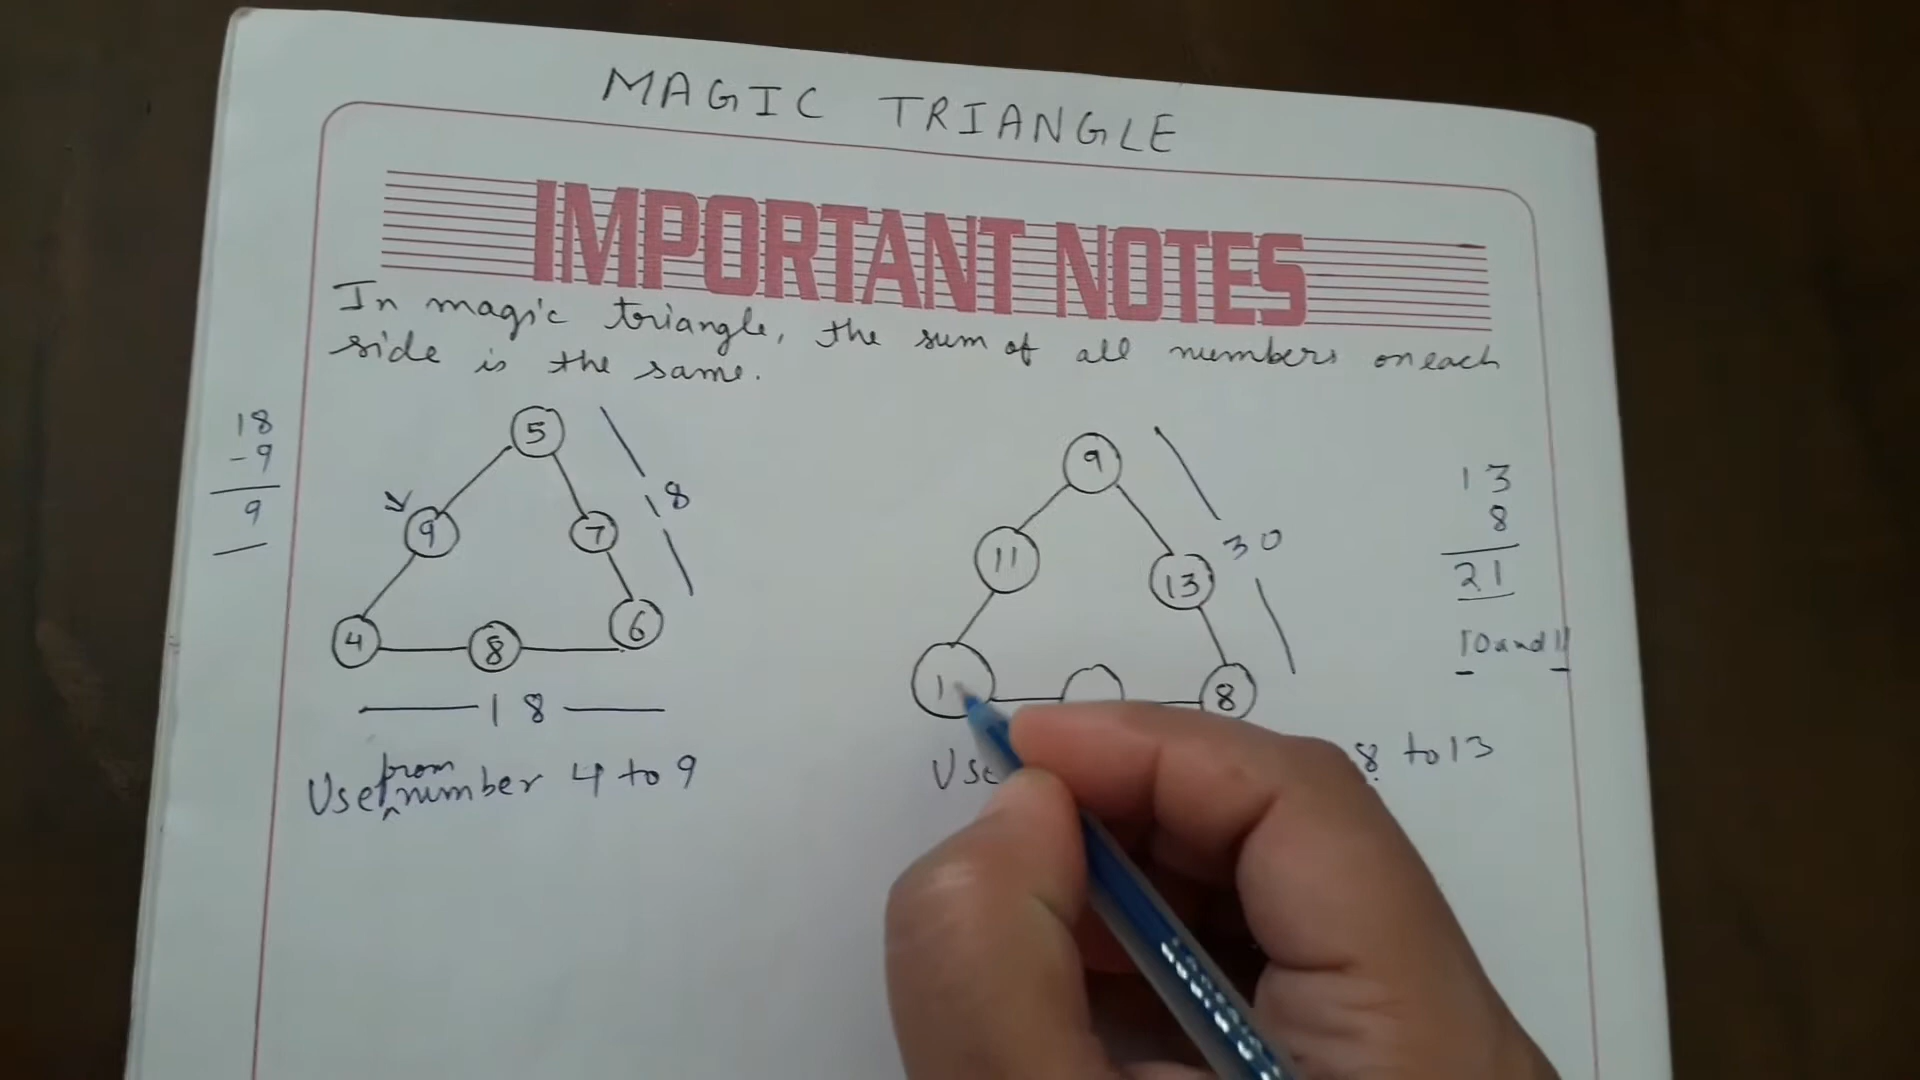 MAGIC TRIANGLE
IMPORTANT NOTES
In magic triangle, the sum of all numbers on each
side is the same.
18
-9
9
5
9
7
18
4
8
6
18
Use from number 4 to 9
9
11
13
30
1
8
Use
8 to 13
13
8
21
10 and 11